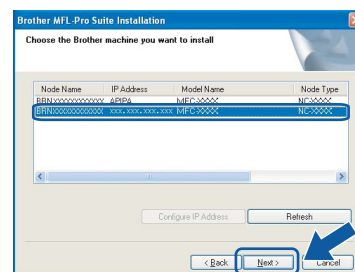 Brother MFL-Pro Suite Installation
Choose the Brother machine you want to install
Node Name IP Address Model Name Node Type
BRNXXXXXXXXXXXX APIPA MFC-XXXX NC-XXXX
BRNXXXXXXXXXXXX xxx.xxx.xxx.xxx MFC-XXXX NC-XXXX
Configure IP Address Refresh
< Back Next > Cancel